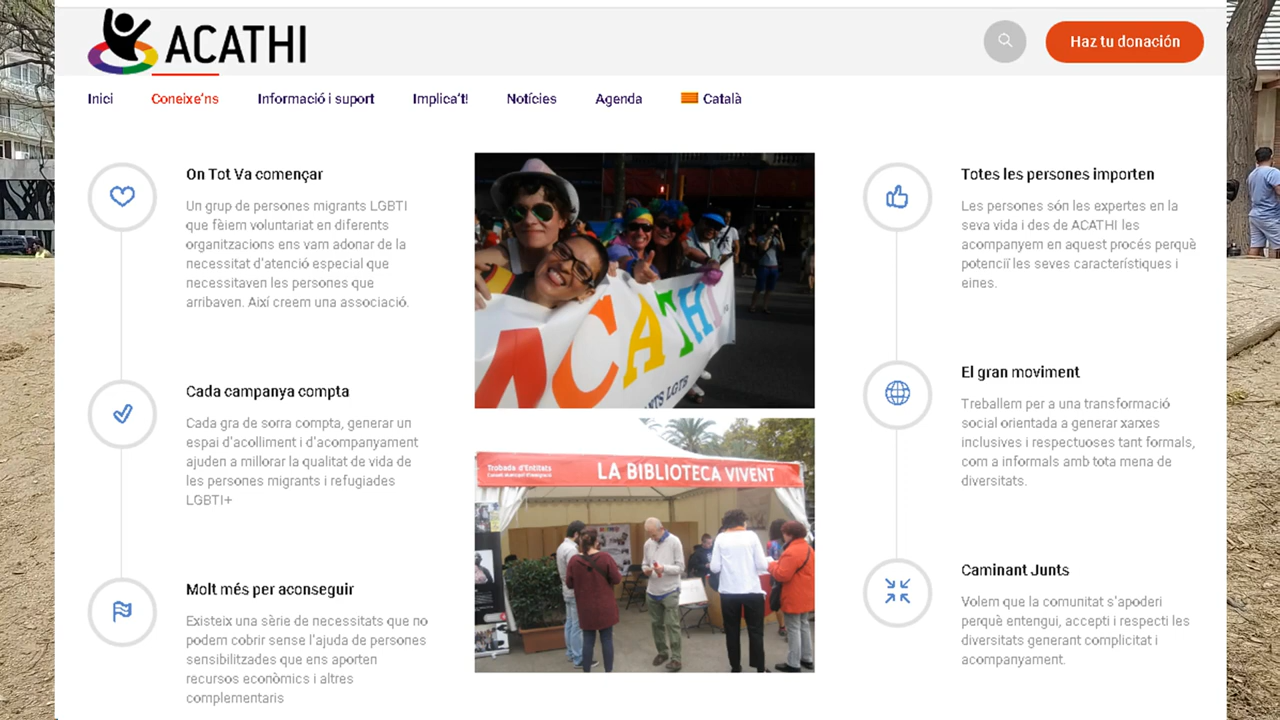 ACATHI
Haz tu donación
Inici
Coneixe'ns
Informació i suport
Implica't!
Notícies
Agenda
Català
On Tot Va començar
Un grup de persones migrants LGBTI
que fèiem voluntariat en diferents
organitzacions ens vam adonar de la
necessitat d'atenció especial que
necessitaven les persones que
arribaven. Així creem una associació.
Cada campanya compta
Cada gra de sorra compta, generar un
espai d'acolliment i d'acompanyament
ajuden a millorar la qualitat de vida de
les persones migrants i refugiades
LGBTI+
Molt més per aconseguir
Existeix una sèrie de necessitats que no
podem cobrir sense l'ajuda de persones
sensibilitzades que ens aporten
recursos econòmics i altres
complementaris
ACATHI
LGTB
Trobada d'Entitats
LA BIBLIOTECA VIVENT
Totes les persones importen
Les persones són les expertes en la
seva vida i des de ACATHI les
acompanyem en aquest procés perquè
potenciï les seves característiques i
eines.
El gran moviment
Treballem per a una transformació
social orientada a generar xarxes
inclusives i respectuoses tant formals,
com a informals amb tota mena de
diversitats.
Caminant Junts
Volem que la comunitat s'apoderi
perquè entengui, accepti i respecti les
diversitats generant complicitat i
acompanyament.